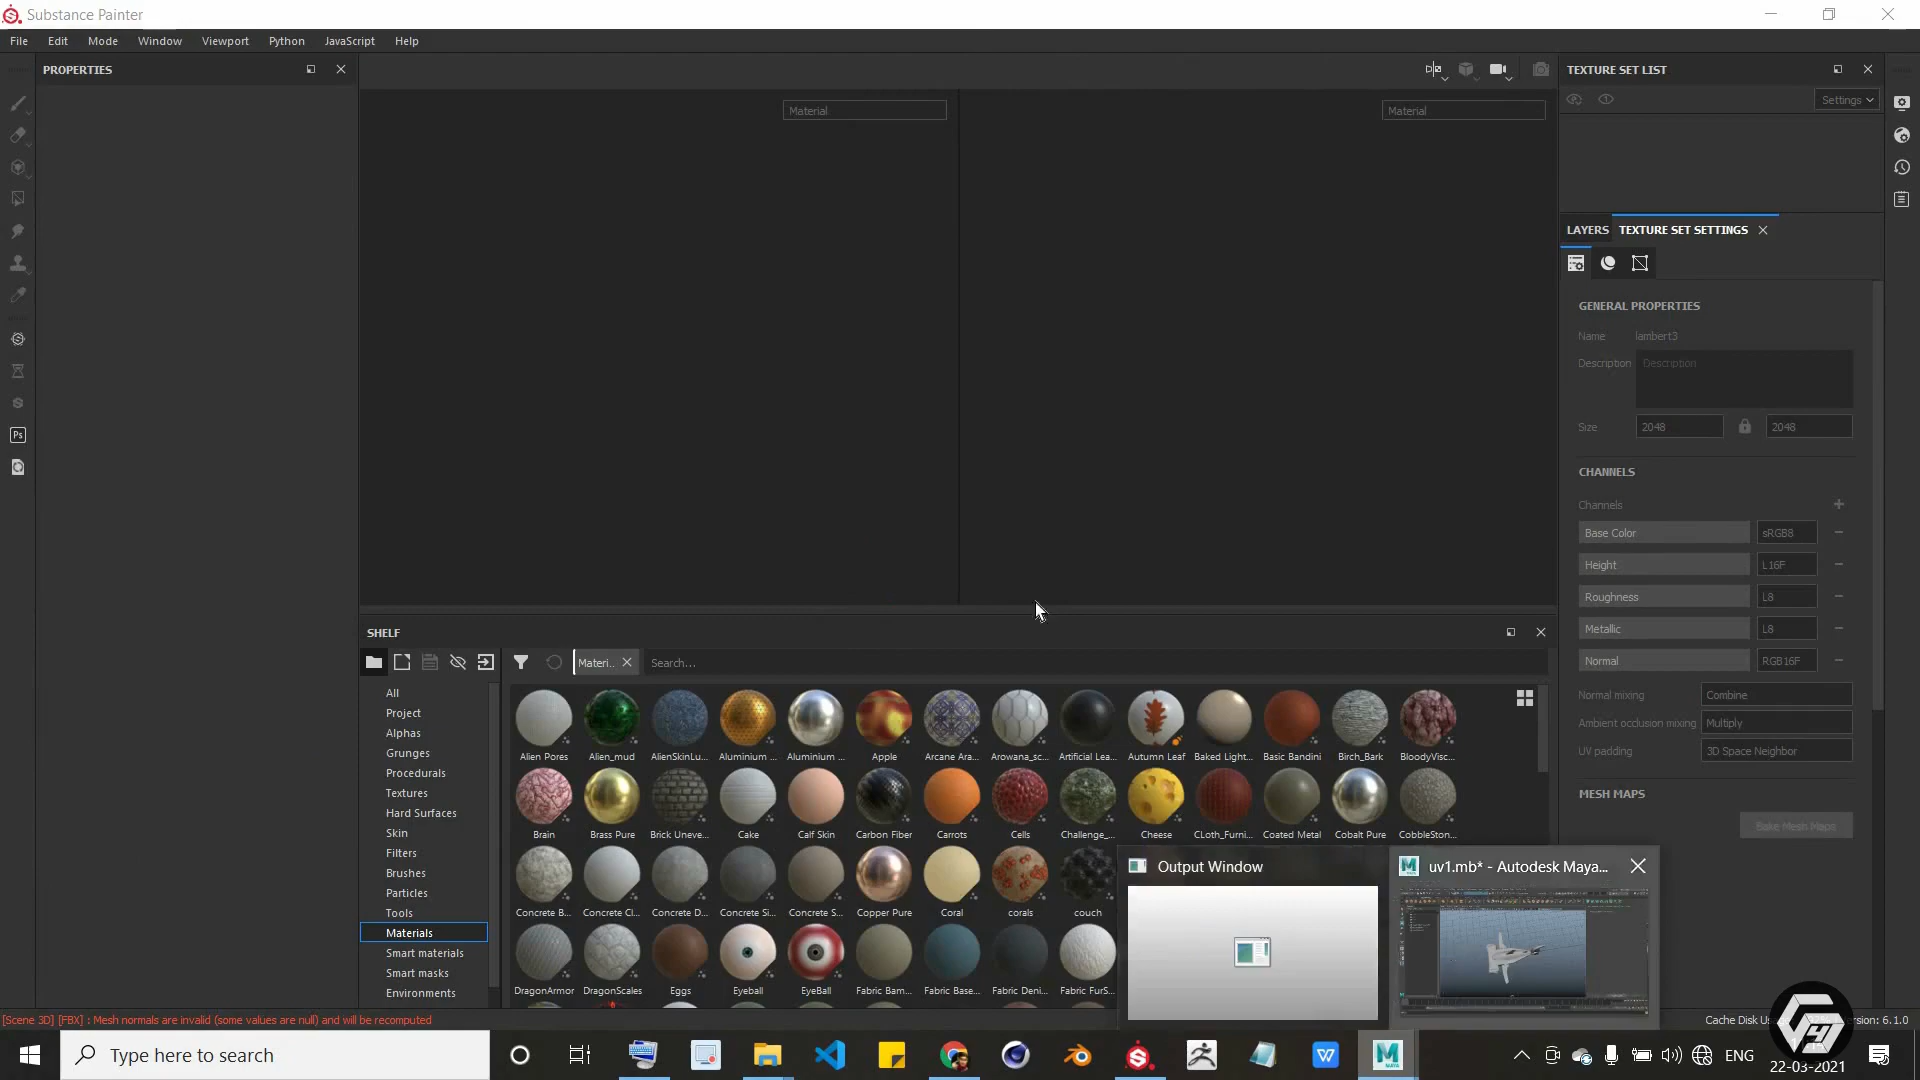 Substance Painter
File Edit Mode Window Viewport Python JavaScript Help
PROPERTIES
Material
Material
TEXTURE SET LIST
Settings
LAYERS TEXTURE SET SETTINGS
GENERAL PROPERTIES
Name lambert3
Description Description
Size 2048 2048
CHANNELS
Channels
Base Color sRGB8
Height L16F
Roughness L8
Metallic L8
Normal RGB16F
Normal mixing Combine
Ambient occlusion mixing Multiply
UV padding 3D Space Neighbor
MESH MAPS
Bake Mesh Maps
SHELF
Materi.. Search...
All
Project
Alphas
Grunges
Procedurals
Textures
Hard Surfaces
Skin
Filters
Brushes
Particles
Tools
Materials
Smart materials
Smart masks
Environments
Alien Pores Alien_mud AlienSkinLu... Aluminium ... Aluminium ... Apple Arcane Ara... Arowana_sc... Artificial Lea... Autumn Leaf Baked Light... Basic Bandini Birch_Bark BloodyVisc...
Brain Brass Pure Brick Uneve... Cake Calf Skin Carbon Fiber Carrots Cells Challenge_... Cheese CLoth_Furni... Coated Metal Cobalt Pure CobbleSton...
Concrete B... Concrete Cl... Concrete D... Concrete Si... Concrete S... Copper Pure Coral corals couch
DragonArmor DragonScales Eggs Eyeball EyeBall Fabric Bam... Fabric Base... Fabric Deni... Fabric FurS...
Output Window
uv1.mb* - Autodesk Maya...
[Scene 3D] [FBX] : Mesh normals are invalid (some values are null) and will be recomputed
Cache Disk ersion: 6.1.0
Type here to search
Ps
ENG
22-03-2021